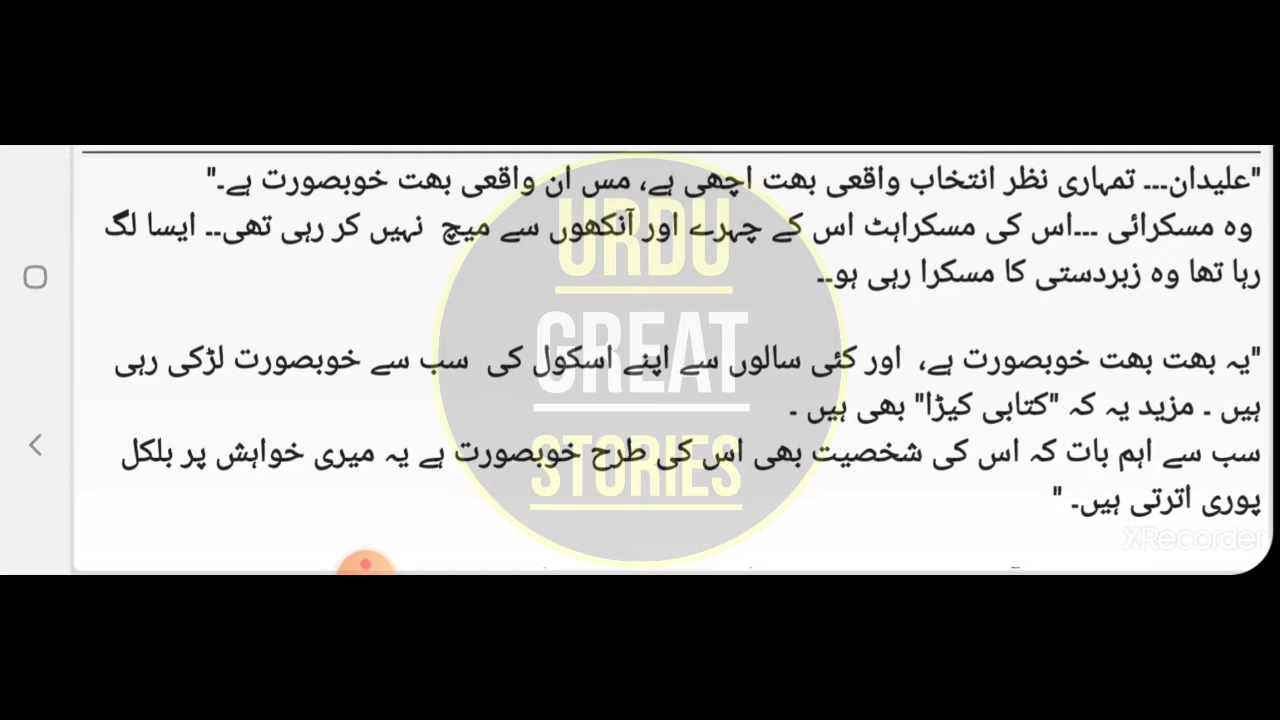 "علیدان۔۔۔ تمہاری نظر انتخاب واقعی بھت اچھی ہے، مس ان واقعی بھت خوبصورت ہے۔"
وہ مسکرائی ۔۔۔اس کی مسکراہٹ اس کے چہرے اور آنکھوں سے میچ نہیں کر رہی تھی۔۔ ایسا لگ
رہا تھا وہ زبردستی کا مسکرا رہی ہو۔۔
"یہ بھت بھت خوبصورت ہے، اور کئی سالوں سے اپنے اسکول کی سب سے خوبصورت لڑکی رہی
ہیں ۔ مزید یہ کہ "کتابی کیڑا" بھی ہیں ۔
سب سے اہم بات کہ اس کی شخصیت بھی اس کی طرح خوبصورت ہے یہ میری خواہش پر بلکل
پوری اترتی ہیں۔ "
URDU
GREAT
STORIES
XRecorder